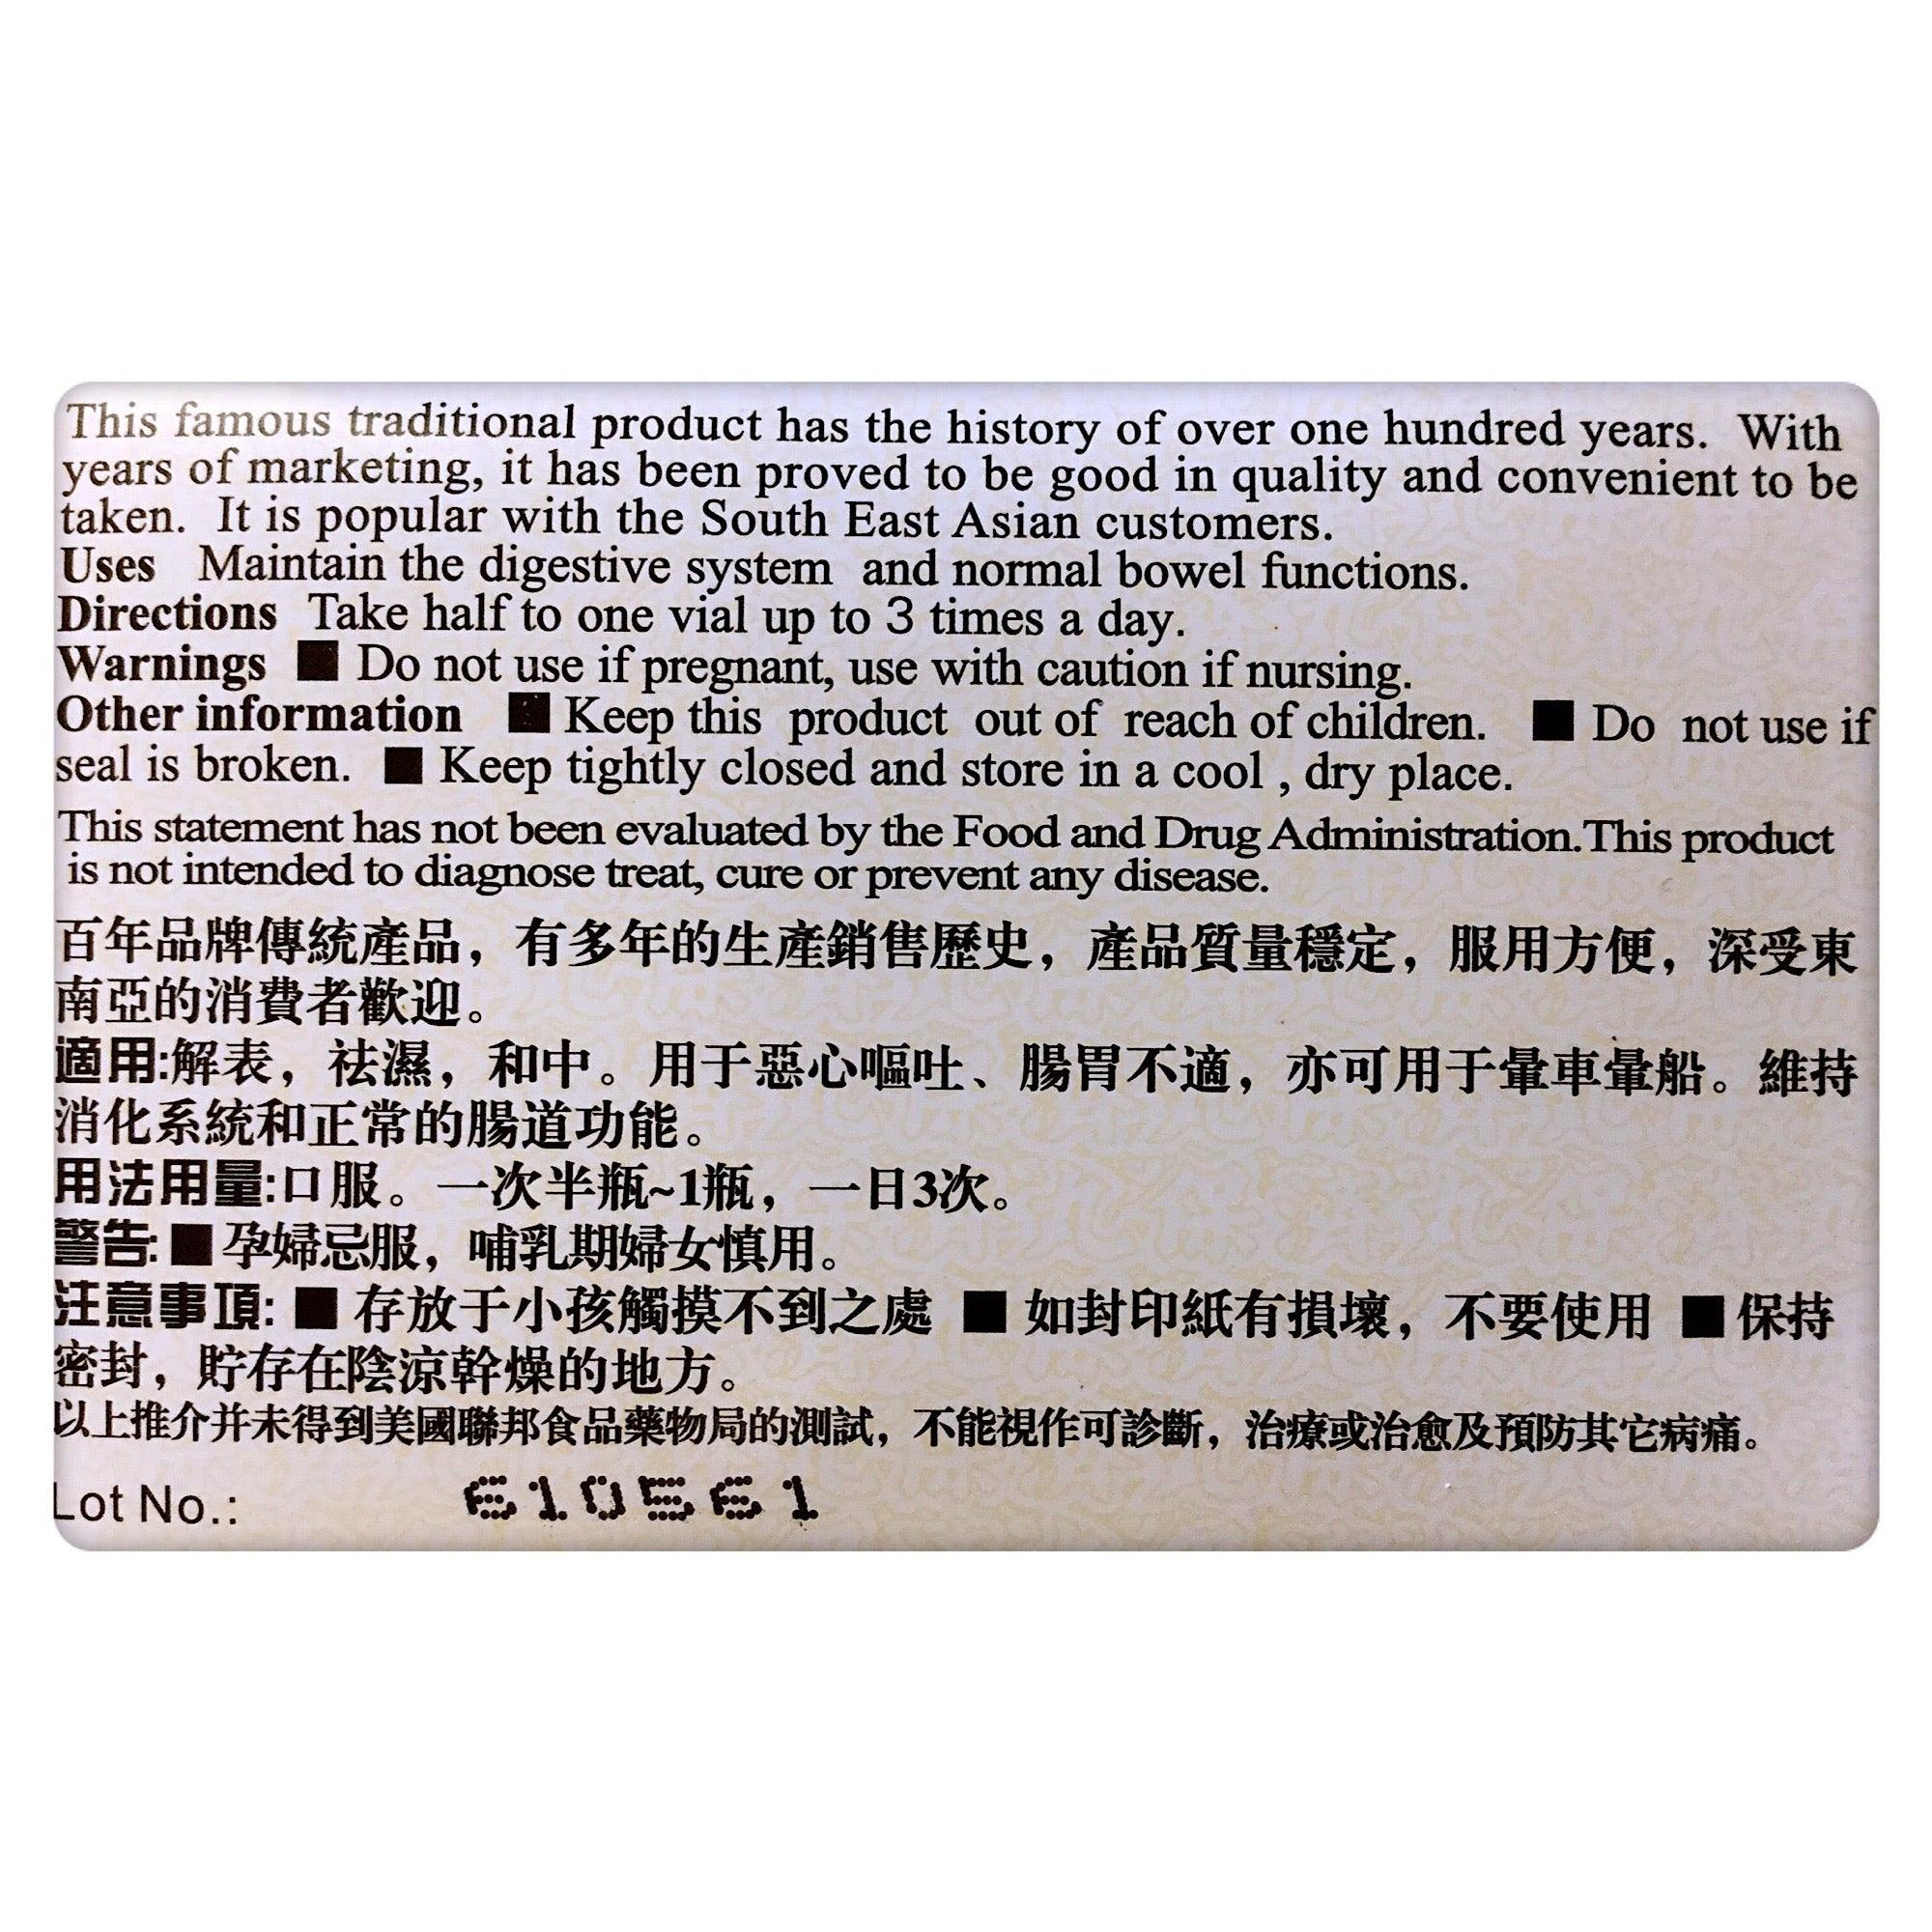 This famous traditional product has the history of over one hundred years. With
years of marketing, it has been proved to be good in quality and convenient to be
taken. It is popular with the South East Asian customers.
Uses Maintain the digestive system and normal bowel functions.
Directions Take half to one vial up to 3 times a day.
Warnings ■ Do not use if pregnant, use with caution if nursing.
Other information ■ Keep this product out of reach of children. ■ Do not use if
seal is broken. ■ Keep tightly closed and store in a cool , dry place.
This statement has not been evaluated by the Food and Drug Administration.This product
is not intended to diagnose treat, cure or prevent any disease.
百年品牌傳統產品，有多年的生產銷售歷史，產品質量穩定，服用方便，深受東
南亞的消費者歡迎。
適用:解表，祛濕，和中。用于惡心嘔吐、腸胃不適，亦可用于暈車暈船。維持
消化系統和正常的腸道功能。
用法用量:口服。一次半瓶~1瓶，一日3次。
警告:■孕婦忌服，哺乳期婦女慎用。
注意事項:■存放于小孩觸摸不到之處 ■如封印紙有損壞，不要使用 ■保持
密封，貯存在陰涼幹燥的地方。
以上推介并未得到美國聯邦食品藥物局的測試，不能視作可診斷，治療或治愈及預防其它病痛。
Lot No.: 610561